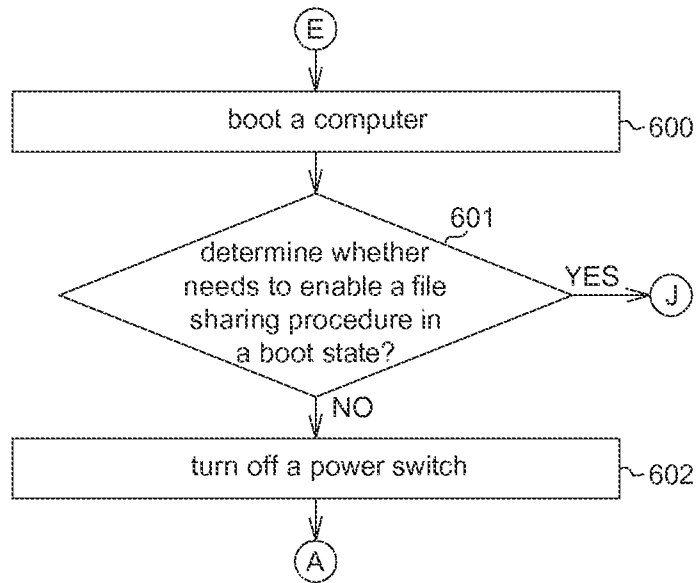 E
boot a computer
600
601
determine whether
needs to enable a file
sharing procedure in
a boot state?
YES
J
NO
turn off a power switch
602
A